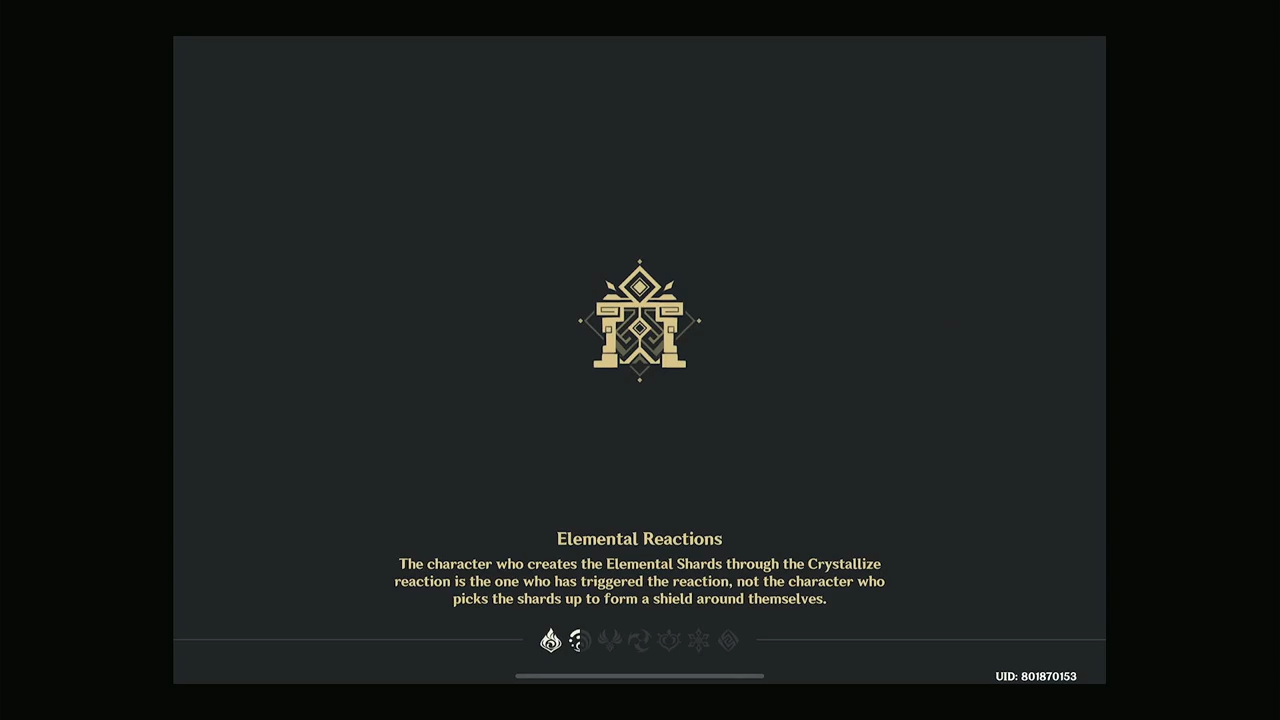 Elemental Reactions
The character who creates the Elemental Shards through the Crystallize
reaction is the one who has triggered the reaction, not the character who
picks the shards up to form a shield around themselves.
UID: 801870153